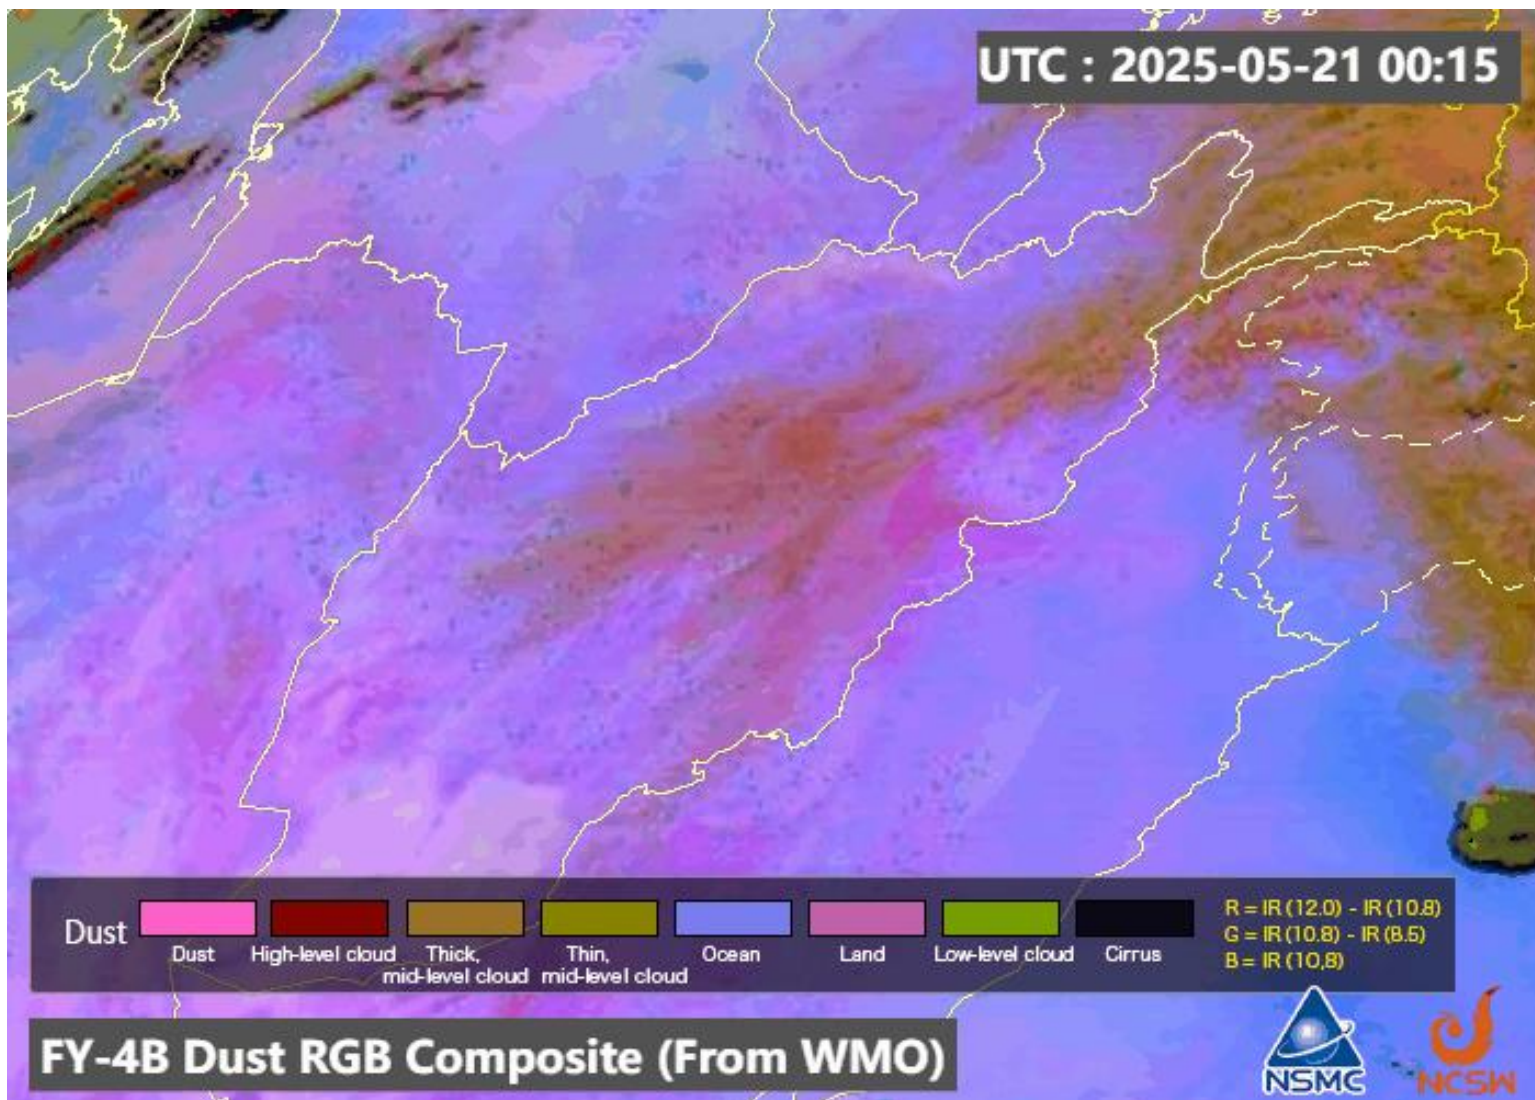 UTC : 2025-05-21 00:15
Dust
Dust
High-level cloud
Thick,
mid-level cloud
Thin,
mid-level cloud
Ocean
Land
Low-level cloud
Cirrus
R = IR (12.0) - IR (10.8)
G = IR (10.8) - IR (8.5)
B = IR (10,8)
FY-4B Dust RGB Composite (From WMO)
NSMC
NCSW